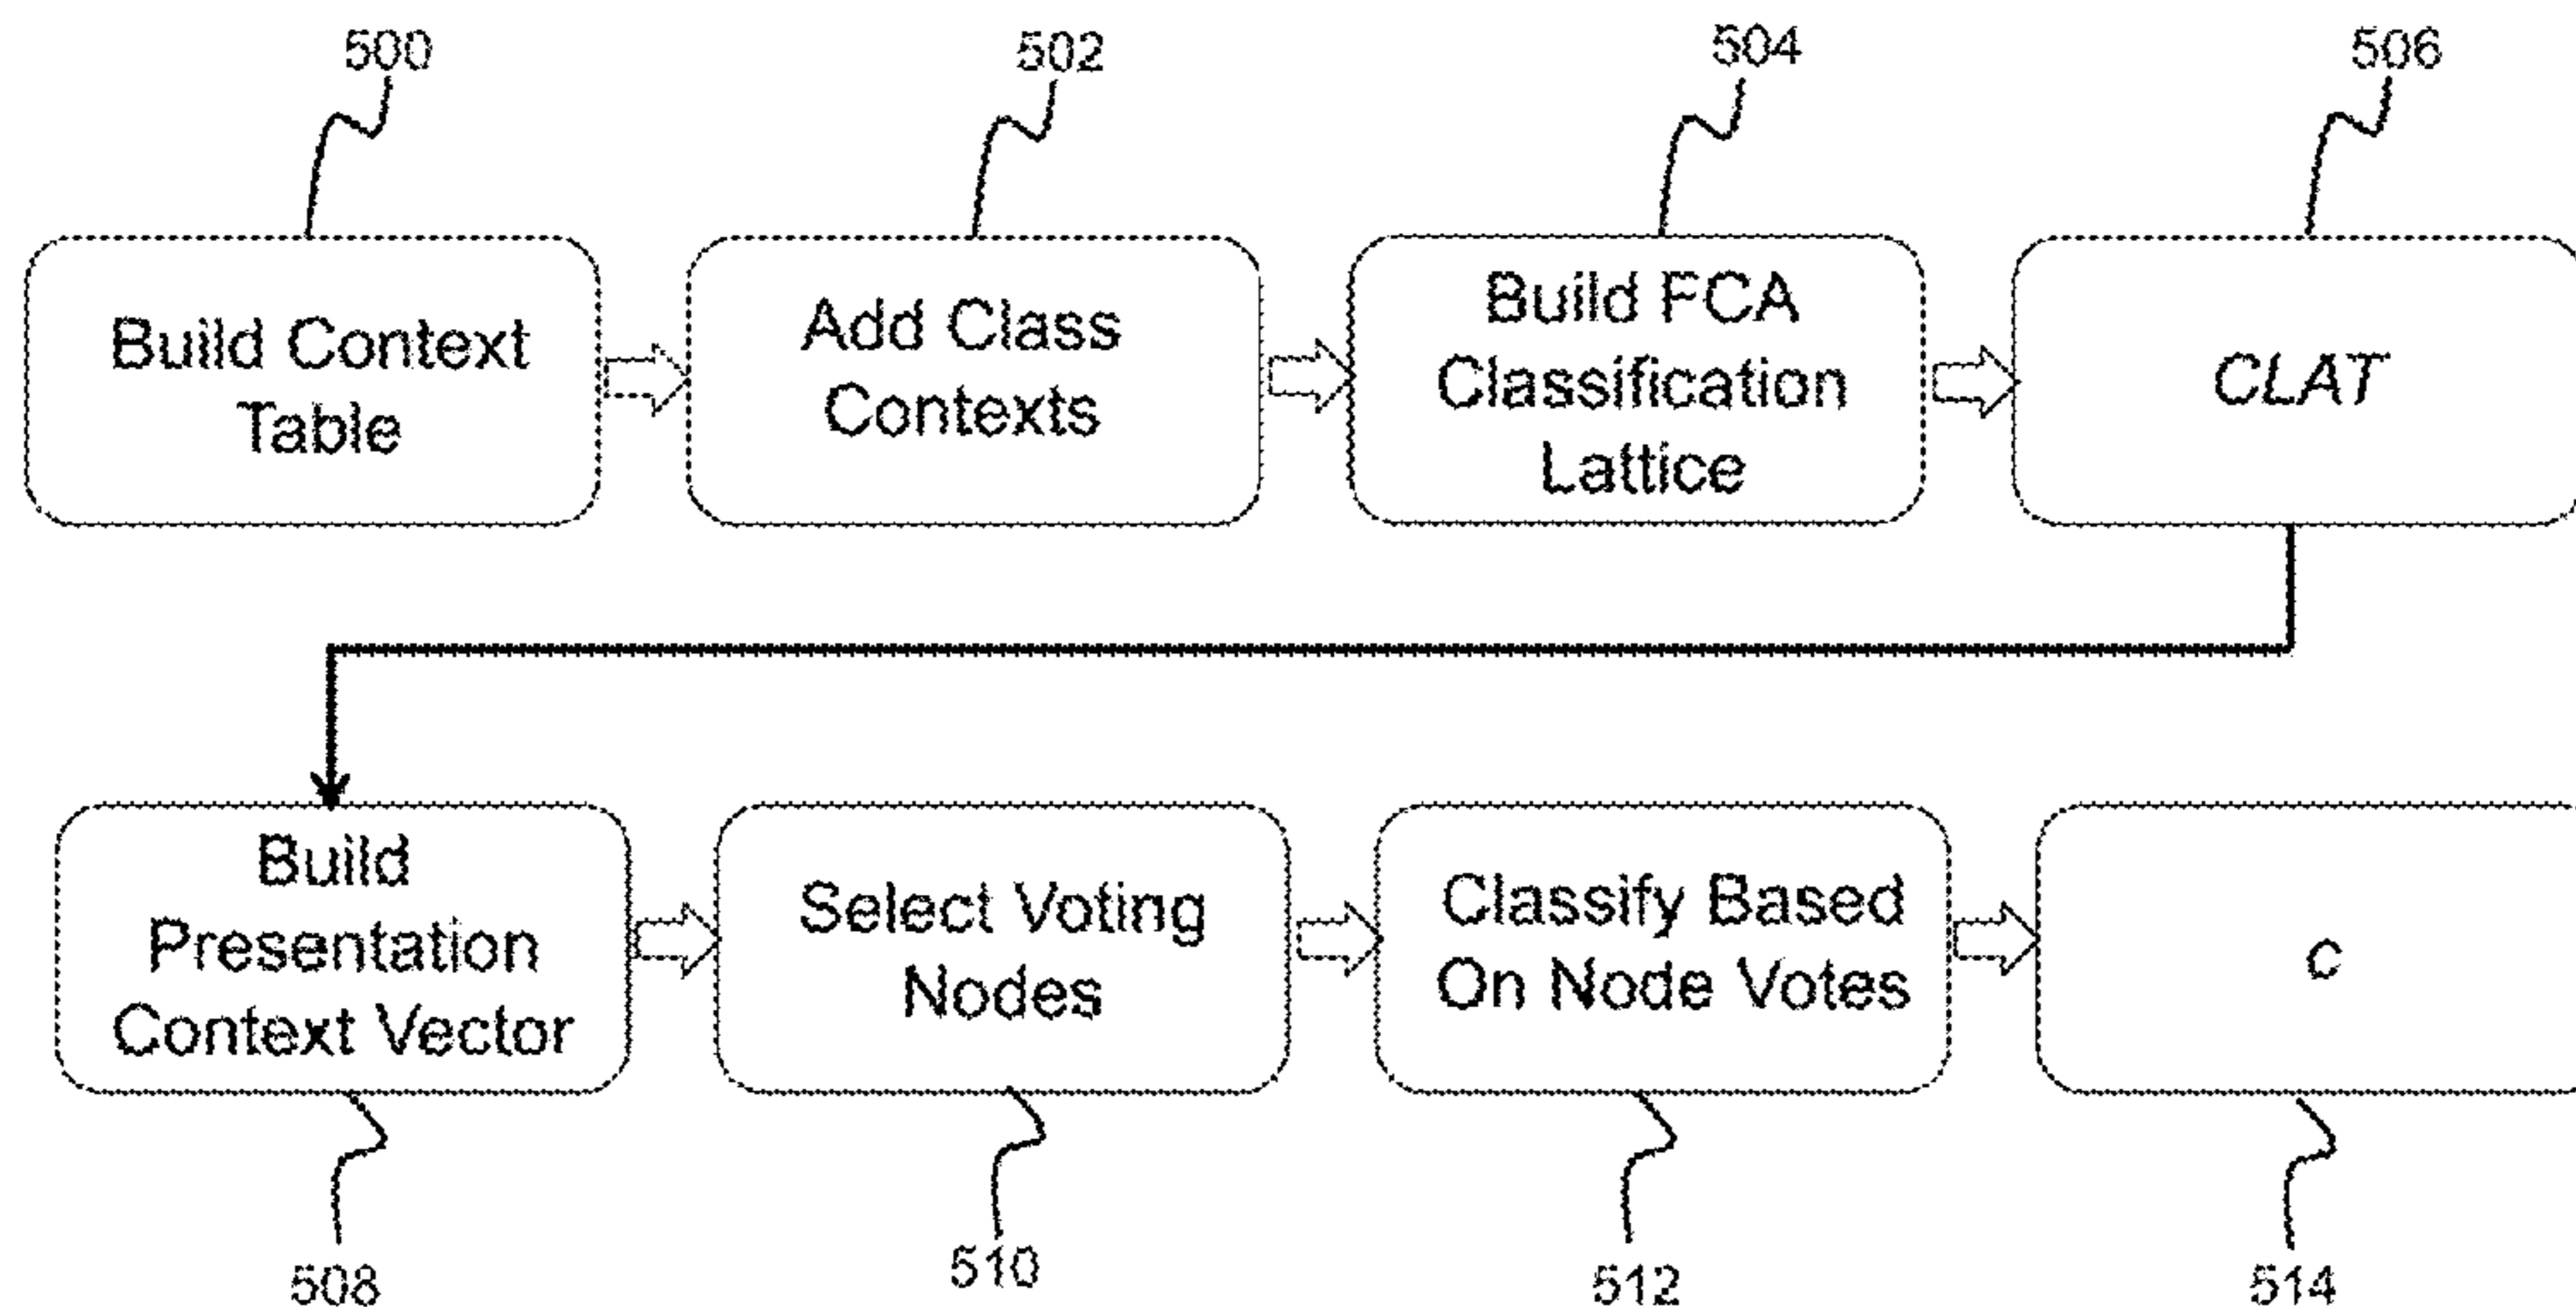 500
502
504
506
Build Context
Table
Add Class
Contexts
Build FCA
Classification
Lattice
CLAT
Build
Presentation
Context Vector
Select Voting
Nodes
Classify Based
On Node Votes
c
508
510
512
514